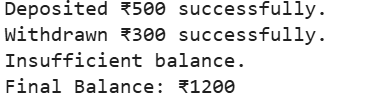 Deposited ₹500 successfully.
Withdrawn ₹300 successfully.
Insufficient balance.
Final Balance: ₹1200